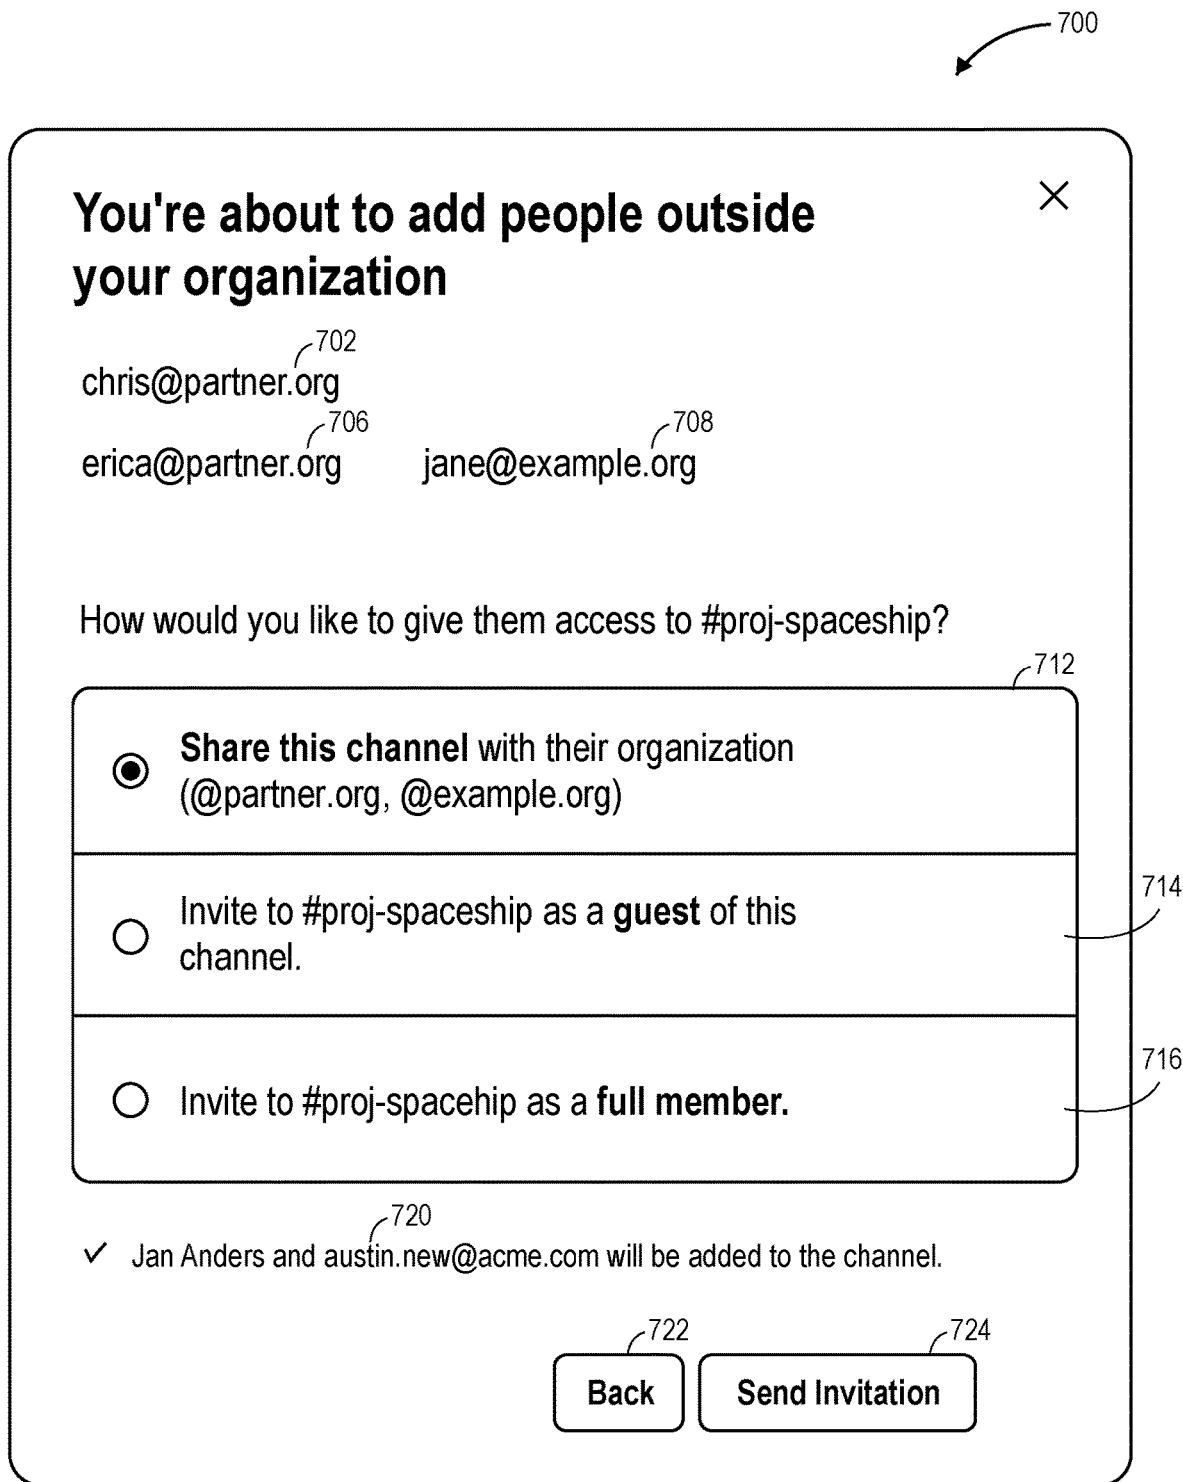 700
You're about to add people outside
your organization
702
chris@partner.org
706 708
erica@partner.org jane@example.org
How would you like to give them access to #proj-spaceship?
712
Share this channel with their organization
(@partner.org, @example.org)
714
Invite to #proj-spaceship as a guest of this
channel.
716
Invite to #proj-spacehip as a full member.
720
✓ Jan Anders and austin.new@acme.com will be added to the channel.
722 724
Back Send Invitation